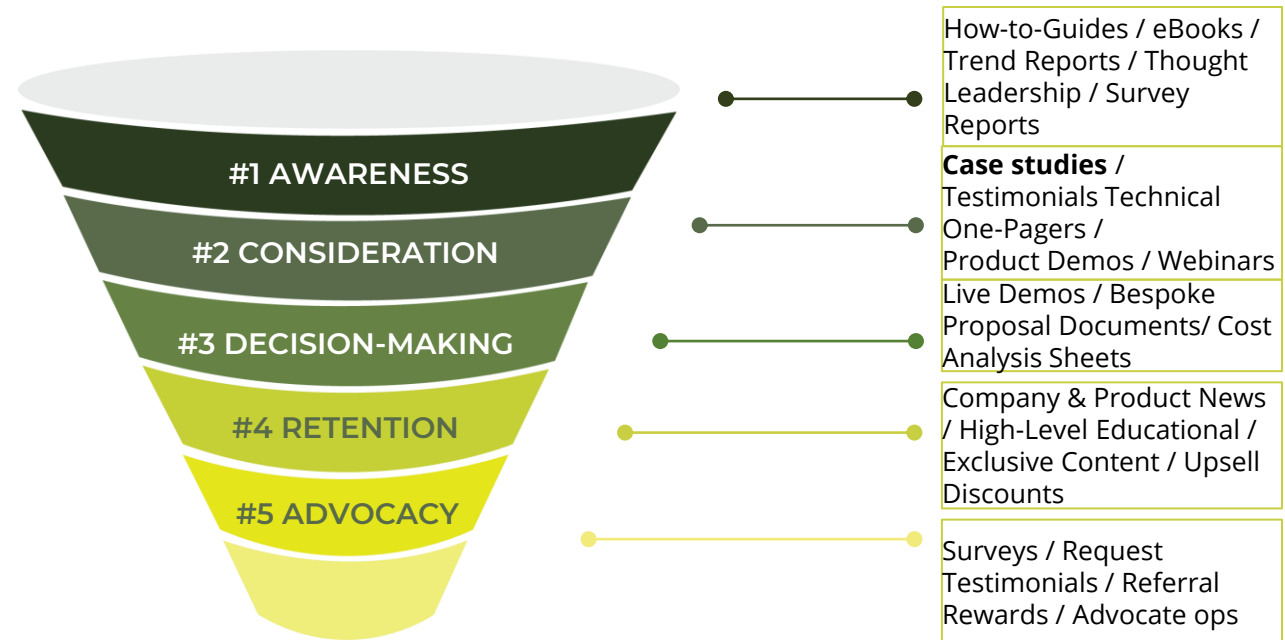 How-to-Guides / eBooks /
Trend Reports / Thought
Leadership / Survey
Reports
#1 AWARENESS
Case studies /
Testimonials Technical
One-Pagers /
Product Demos / Webinars
#2 CONSIDERATION
Live Demos / Bespoke
Proposal Documents/ Cost
Analysis Sheets
#3 DECISION-MAKING
Company & Product News
/ High-Level Educational /
Exclusive Content / Upsell
Discounts
#4 RETENTION
Surveys / Request
Testimonials / Referral
Rewards / Advocate ops
#5 ADVOCACY